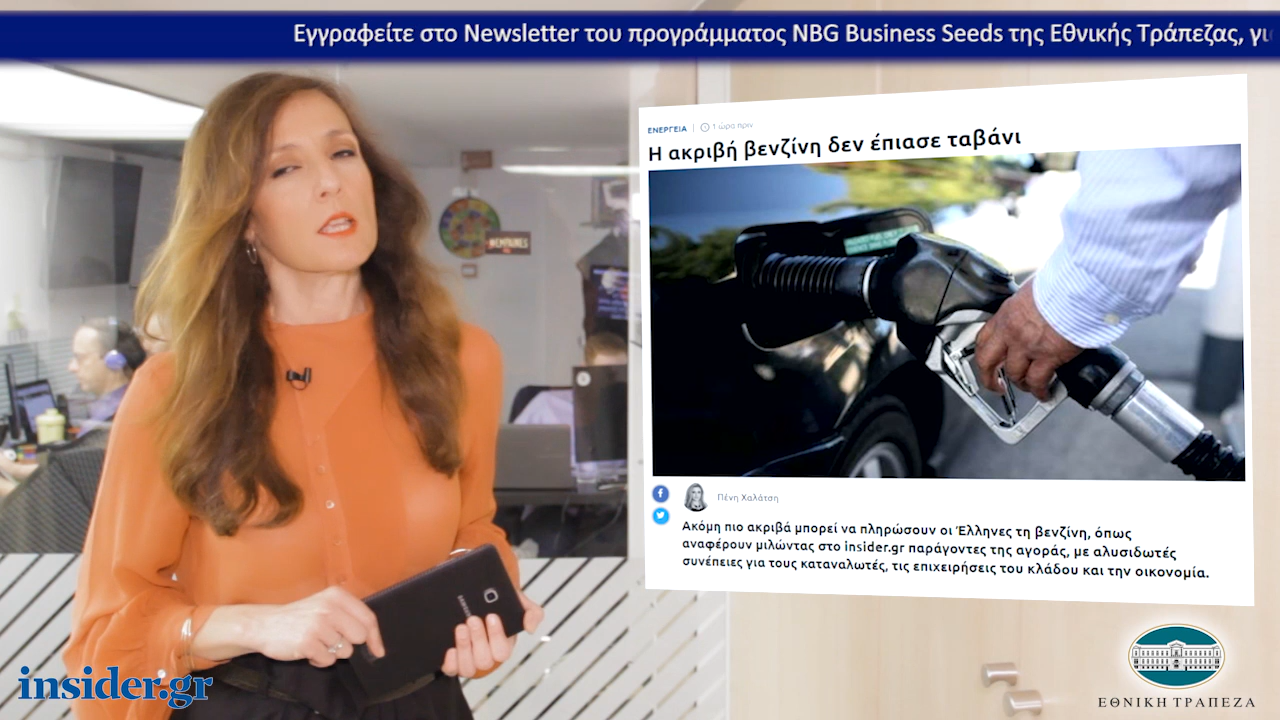 Εγγραφείτε στο Newsletter του προγράμματος NBG Business Seeds της Εθνικής Τράπεζας, για
ΕΝΕΡΓΕΙΑ | 1 ώρα πριν
Η ακριβή βενζίνη δεν έπιασε ταβάνι
Πένη Χαλάτση
Ακόμη πιο ακριβά μπορεί να πληρώσουν οι Έλληνες τη βενζίνη, όπως
αναφέρουν μιλώντας στο insider.gr παράγοντες της αγοράς, με αλυσιδωτές
συνέπειες για τους καταναλωτές, τις επιχειρήσεις του κλάδου και την οικονομία.
SAMSUNG
insider.gr
ΕΘΝΙΚΗ ΤΡΑΠΕΖΑ